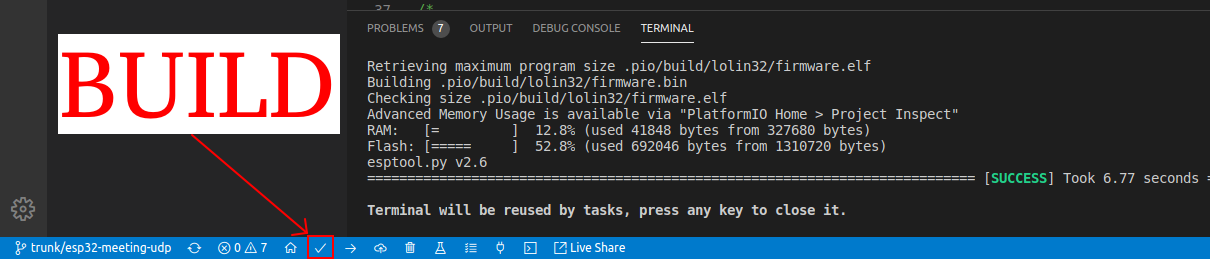 37 /*
BUILD
PROBLEMS 7 OUTPUT DEBUG CONSOLE TERMINAL
Retrieving maximum program size .pio/build/lolin32/firmware.elf
Building .pio/build/lolin32/firmware.bin
Checking size .pio/build/lolin32/firmware.elf
Advanced Memory Usage is available via "PlatformIO Home > Project Inspect"
RAM:   [=         ]  12.8% (used 41848 bytes from 327680 bytes)
Flash: [=====     ]  52.8% (used 692046 bytes from 1310720 bytes)
esptool.py v2.6
============================================================================ [SUCCESS] Took 6.77 seconds =
Terminal will be reused by tasks, press any key to close it.
trunk/esp32-meeting-udp 0 7 Live Share